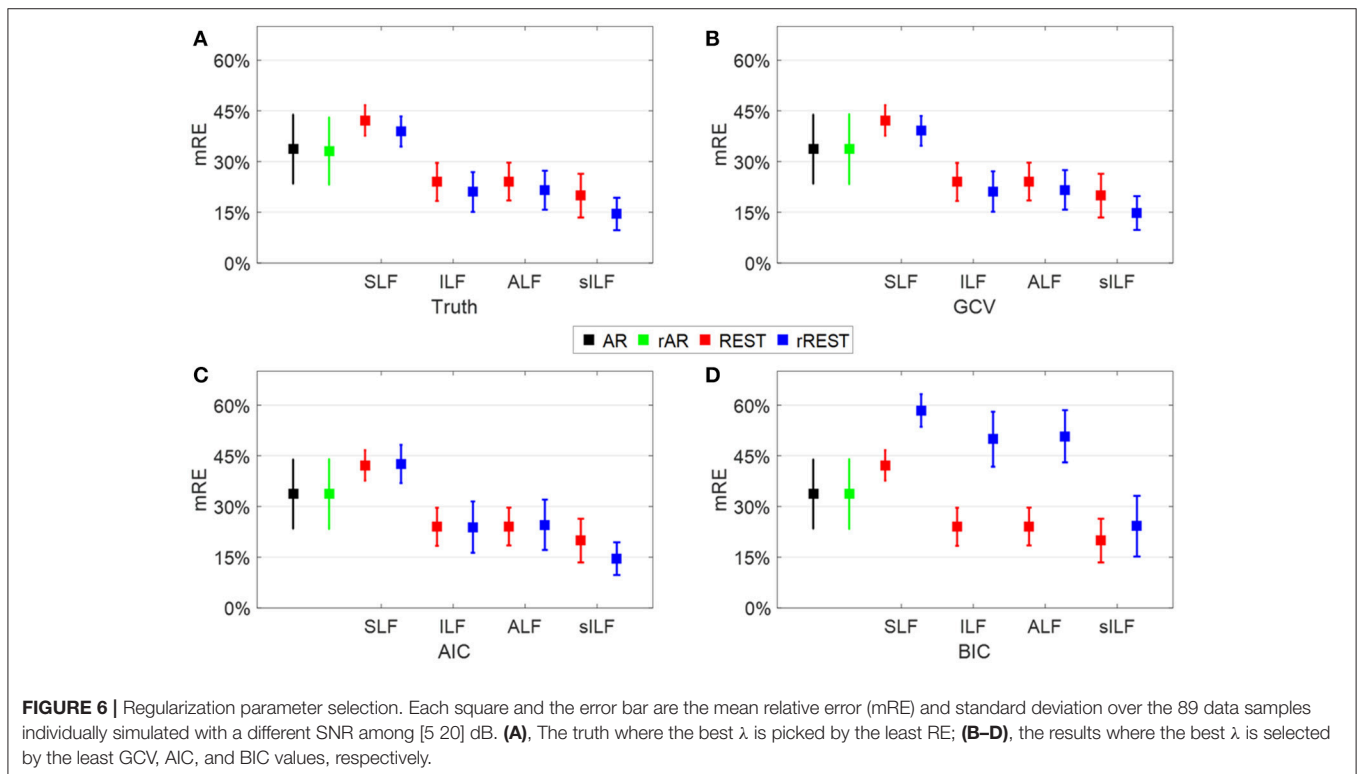 A
mRE
60%
45%
30%
15%
0%
SLF ILF ALF sILF
Truth
B
mRE
60%
45%
30%
15%
0%
SLF ILF ALF sILF
GCV
AR rAR REST rREST
C
mRE
60%
45%
30%
15%
0%
SLF ILF ALF sILF
AIC
D
mRE
60%
45%
30%
15%
0%
SLF ILF ALF sILF
BIC
FIGURE 6 | Regularization parameter selection. Each square and the error bar are the mean relative error (mRE) and standard deviation over the 89 data samples
individually simulated with a different SNR among [5 20] dB. (A), The truth where the best λ is picked by the least RE; (B–D), the results where the best λ is selected
by the least GCV, AIC, and BIC values, respectively.